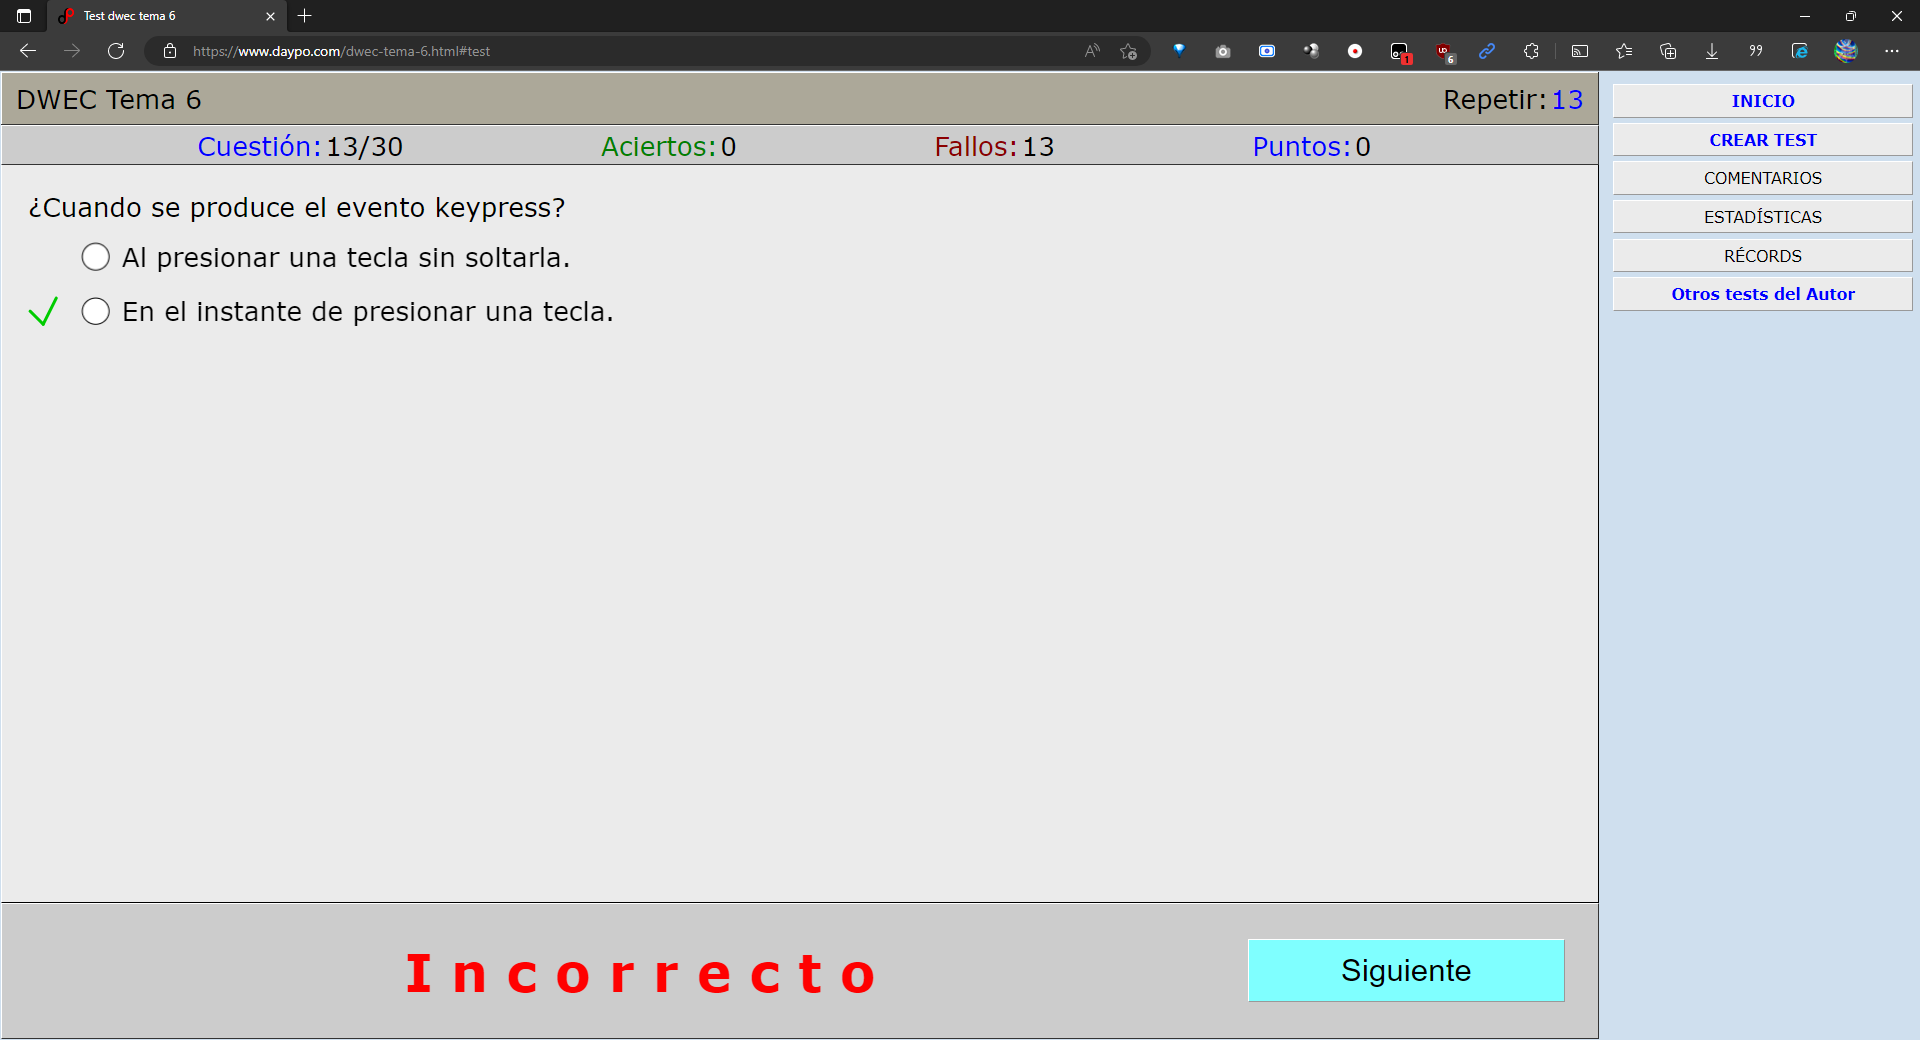 Test dwec tema 6
https://www.daypo.com/dwec-tema-6.html#test
1
6
DWEC Tema 6
Repetir: 13
Cuestión: 13/30
Aciertos: 0
Fallos: 13
Puntos: 0
¿Cuando se produce el evento keypress?
Al presionar una tecla sin soltarla.
En el instante de presionar una tecla.
Incorrecto
Siguiente
INICIO
CREAR TEST
COMENTARIOS
ESTADÍSTICAS
RÉCORDS
Otros tests del Autor